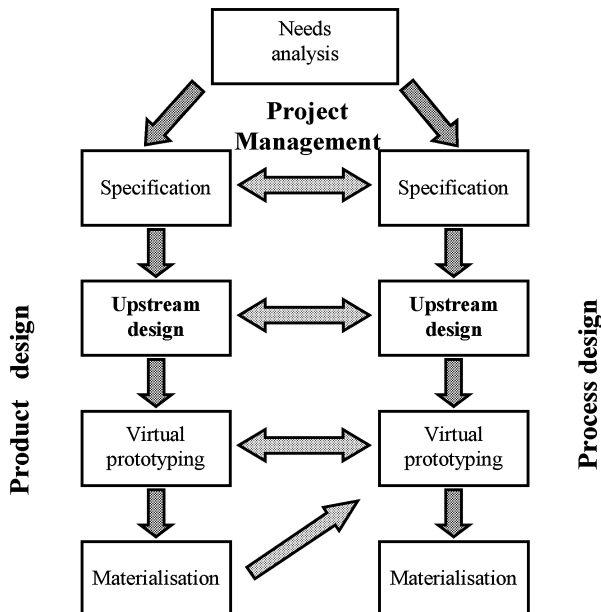 Needs
analysis
Project
Management
Specification
Specification
Upstream
design
Upstream
design
Product design
Process design
Virtual
prototyping
Virtual
prototyping
Materialisation
Materialisation